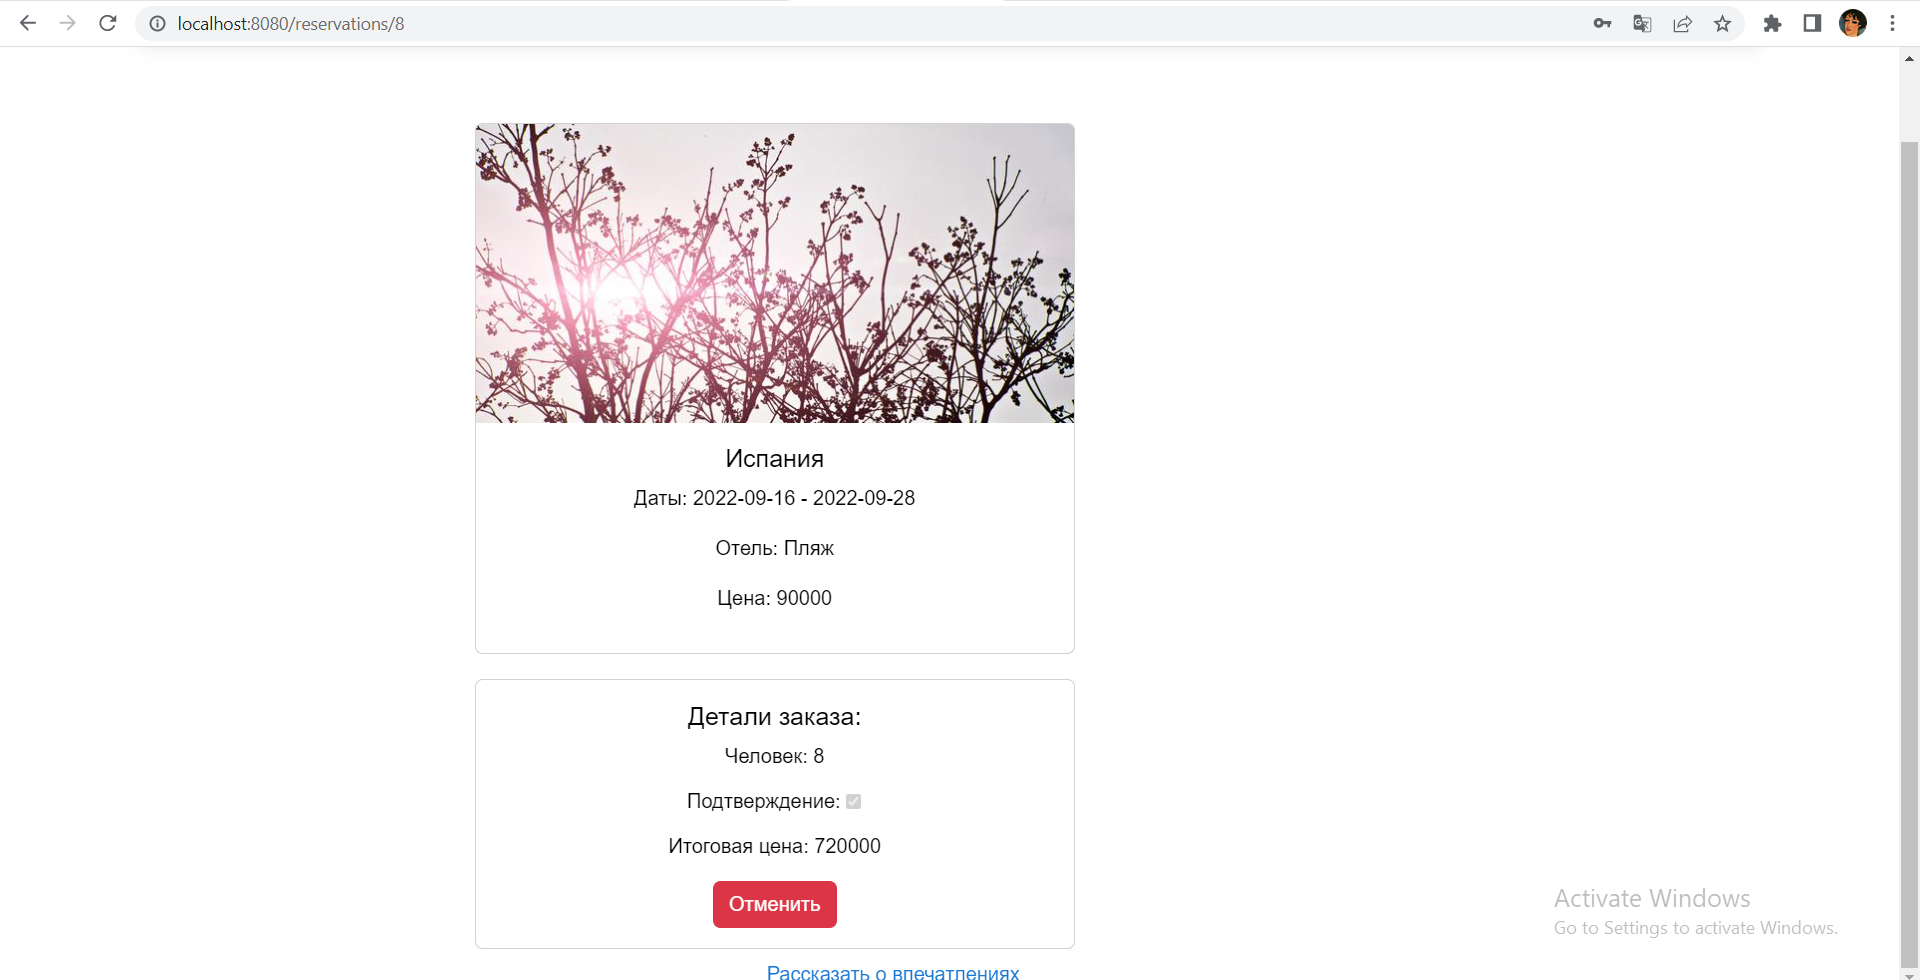 localhost:8080/reservations/8
Испания
Даты: 2022-09-16 - 2022-09-28
Отель: Пляж
Цена: 90000
Детали заказа:
Человек: 8
Подтверждение:
Итоговая цена: 720000
Отменить
Activate Windows
Go to Settings to activate Windows.
Рассказать о впечатлениях